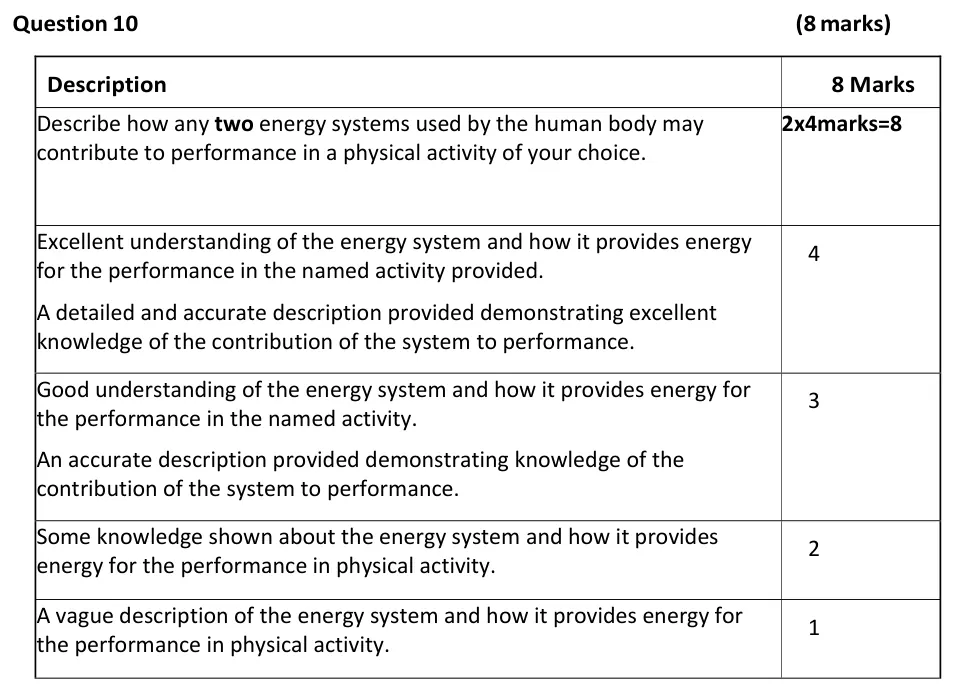 Question 10 (8 marks)
Description 8 Marks
Describe how any two energy systems used by the human body may 2x4marks=8
contribute to performance in a physical activity of your choice.
Excellent understanding of the energy system and how it provides energy
for the performance in the named activity provided.
4
A detailed and accurate description provided demonstrating excellent
knowledge of the contribution of the system to performance.
Good understanding of the energy system and how it provides energy for
the performance in the named activity.
3
An accurate description provided demonstrating knowledge of the
contribution of the system to performance.
Some knowledge shown about the energy system and how it provides
energy for the performance in physical activity.
2
A vague description of the energy system and how it provides energy for
the performance in physical activity.
1